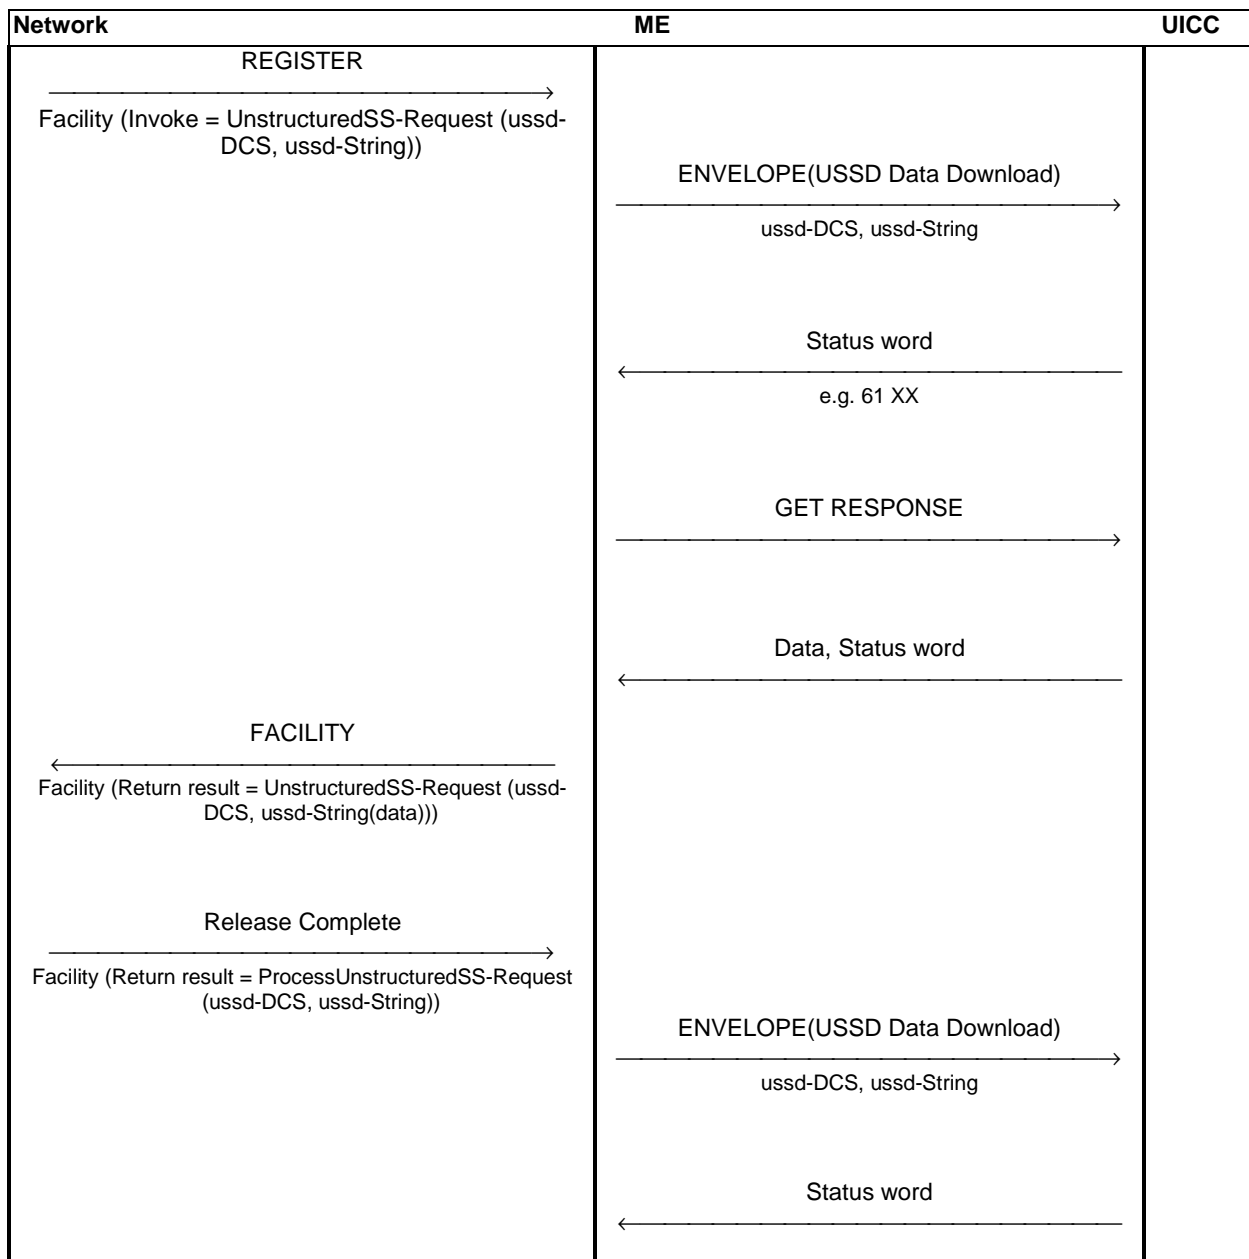 Network ME UICC
REGISTER
Facility (Invoke = UnstructuredSS-Request (ussd-
DCS, ussd-String))
ENVELOPE(USSD Data Download)
ussd-DCS, ussd-String
Status word
e.g. 61 XX
GET RESPONSE
Data, Status word
FACILITY
Facility (Return result = UnstructuredSS-Request (ussd-
DCS, ussd-String(data)))
Release Complete
Facility (Return result = ProcessUnstructuredSS-Request
(ussd-DCS, ussd-String))
ENVELOPE(USSD Data Download)
ussd-DCS, ussd-String
Status word